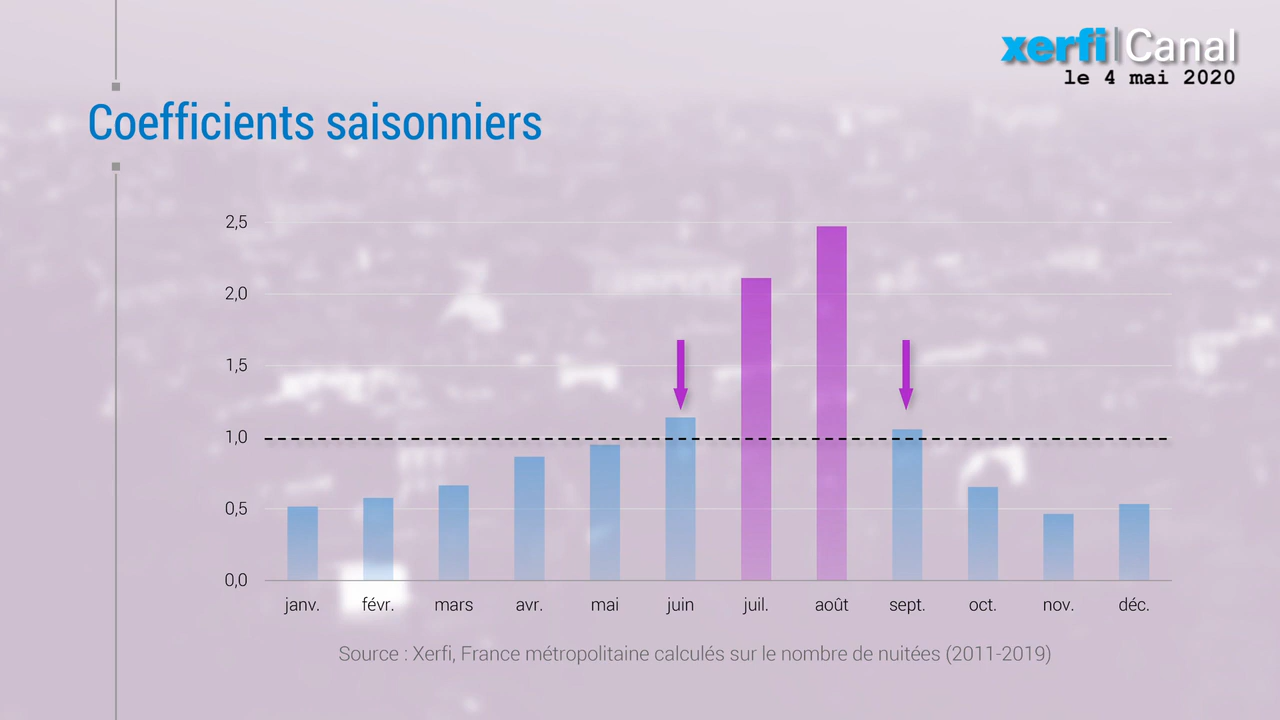 xerfi Canal
le 4 mai 2020
Coefficients saisonniers
2,5
2,0
1,5
1,0
0,5
0,0
janv. févr. mars avr. mai juin juil. août sept. oct. nov. déc.
Source : Xerfi, France métropolitaine calculés sur le nombre de nuitées (2011-2019)